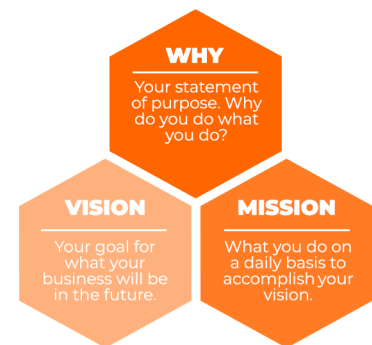 WHY
Your statement
of purpose. Why
do you do what
you do?
VISION
Your goal for
what your
business will be
in the future.
MISSION
What you do on
a daily basis to
accomplish your
vision.